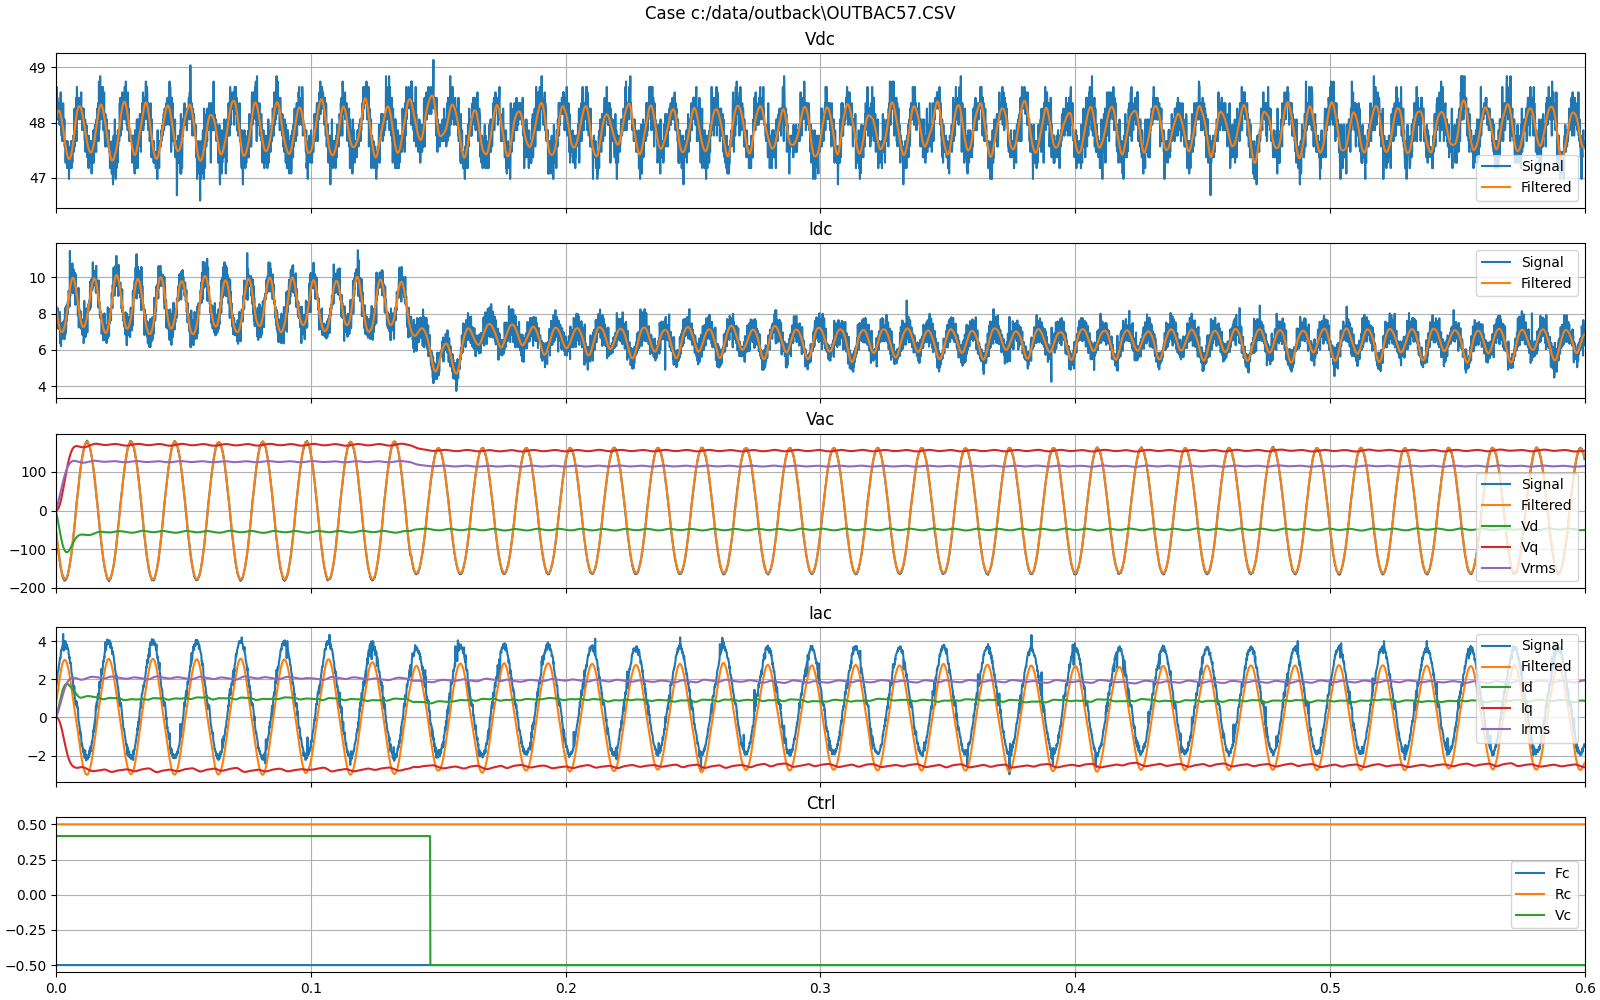 Case c:/data/outback\OUTBAC57.CSV
Vdc
49
48
47
Signal
Filtered
Idc
10
8
6
4
Signal
Filtered
Vac
100
0
−100
−200
Signal
Filtered
Vd
Vq
Vrms
Iac
4
2
0
−2
Signal
Filtered
Id
Iq
Irms
Ctrl
0.50
0.25
0.00
−0.25
−0.50
Fc
Rc
Vc
0.0 0.1 0.2 0.3 0.4 0.5 0.6